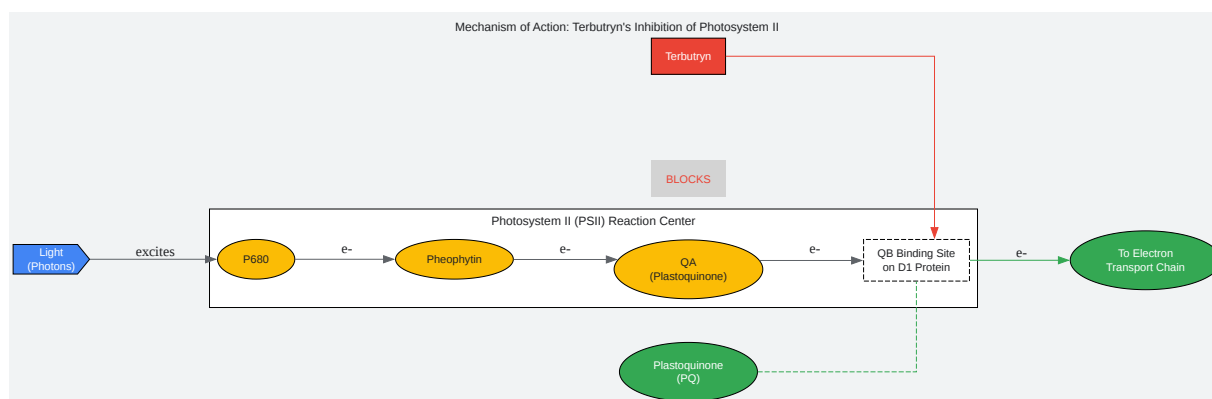 Mechanism of Action: Terbutryn's Inhibition of Photosystem II
Terbutryn
BLOCKS
Photosystem II (PSII) Reaction Center
Light
(Photons)
excites
P680
e-
Pheophytin
e-
QA
(Plastoquinone)
e-
QB Binding Site
on D1 Protein
e-
To Electron
Transport Chain
Plastoquinone
(PQ)